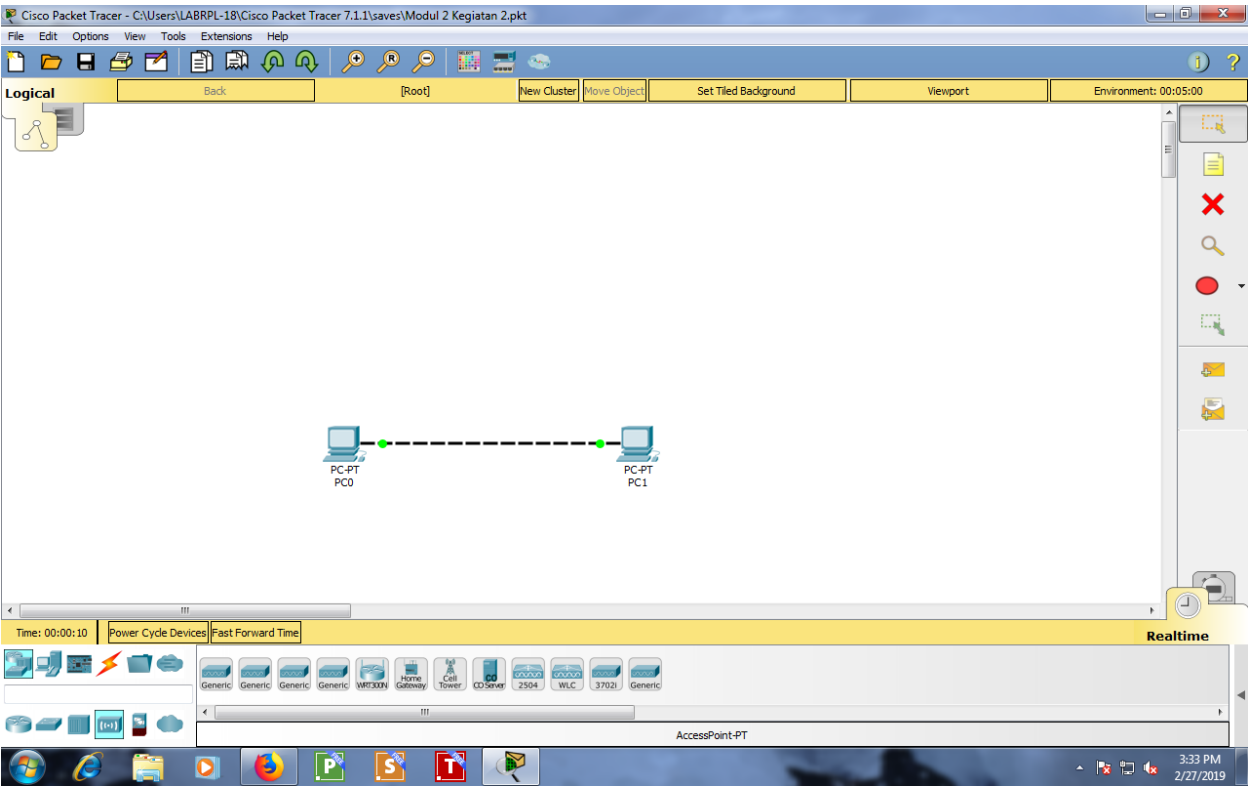 Cisco Packet Tracer - C:\Users\LABRPL-18\Cisco Packet Tracer 7.1.1\saves\Modul 2 Kegiatan 2.pkt
File Edit Options View Tools Extensions Help
Logical Back [Root] New Cluster Move Object Set Tiled Background Viewport Environment: 00:05:00
PC-PT PC-PT
PC0 PC1
Time: 00:00:10 Power Cycle Devices Fast Forward Time Realtime
Generic Generic Generic Generic WRT300N Home Gateway Cell Tower CO Server 2504 WLC 3702i Generic
AccessPoint-PT
3:33 PM
2/27/2019